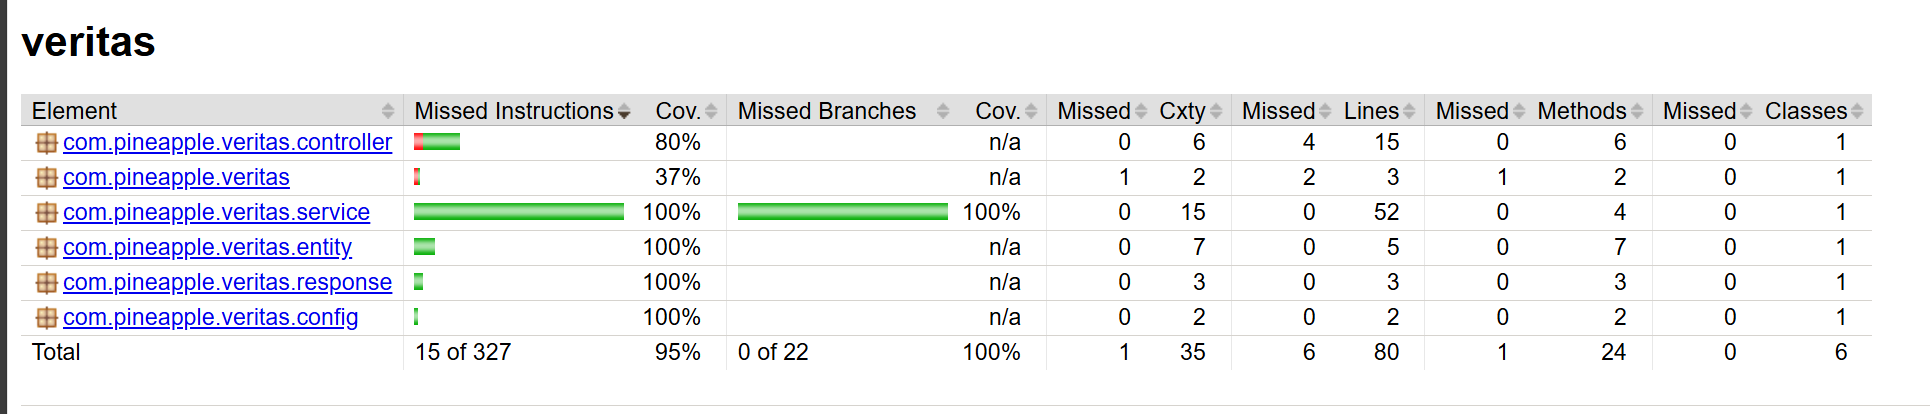 veritas
Element Missed Instructions Cov. Missed Branches Cov. Missed Cxty Missed Lines Missed Methods Missed Classes
com.pineapple.veritas.controller 80% n/a 0 6 4 15 0 6 0 1
com.pineapple.veritas 37% n/a 1 2 2 3 1 2 0 1
com.pineapple.veritas.service 100% 100% 0 15 0 52 0 4 0 1
com.pineapple.veritas.entity 100% n/a 0 7 0 5 0 7 0 1
com.pineapple.veritas.response 100% n/a 0 3 0 3 0 3 0 1
com.pineapple.veritas.config 100% n/a 0 2 0 2 0 2 0 1
Total 15 of 327 95% 0 of 22 100% 1 35 6 80 1 24 0 6